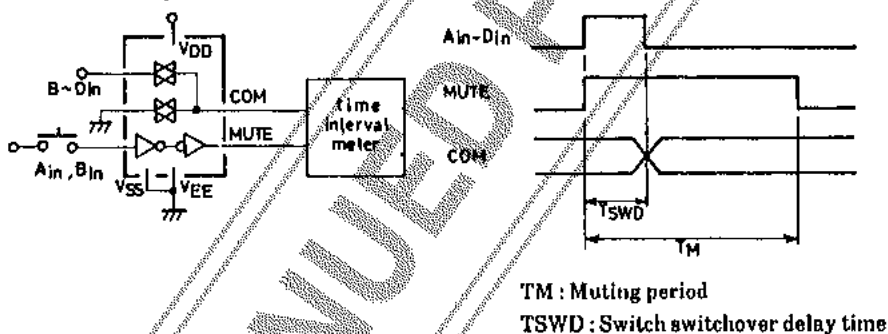 VDD
B~DIn
COM
MUTE
Ain, BIn
VSS
VEE
time
interval
meter
Ain~DIn
MUTE
COM
TSWD
TM
TM : Muting period
TSWD : Switch switchover delay time
NUED